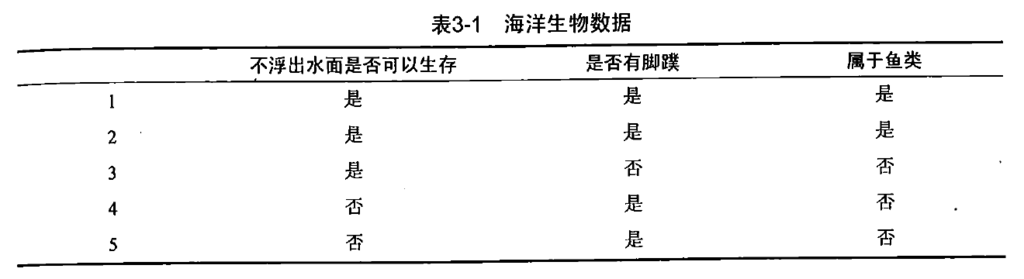 表3-1 海洋生物数据
不浮出水面是否可以生存 是否有脚蹼 属于鱼类
1 是 是 是
2 是 是 是
3 是 否 否
4 否 是 否
5 否 是 否